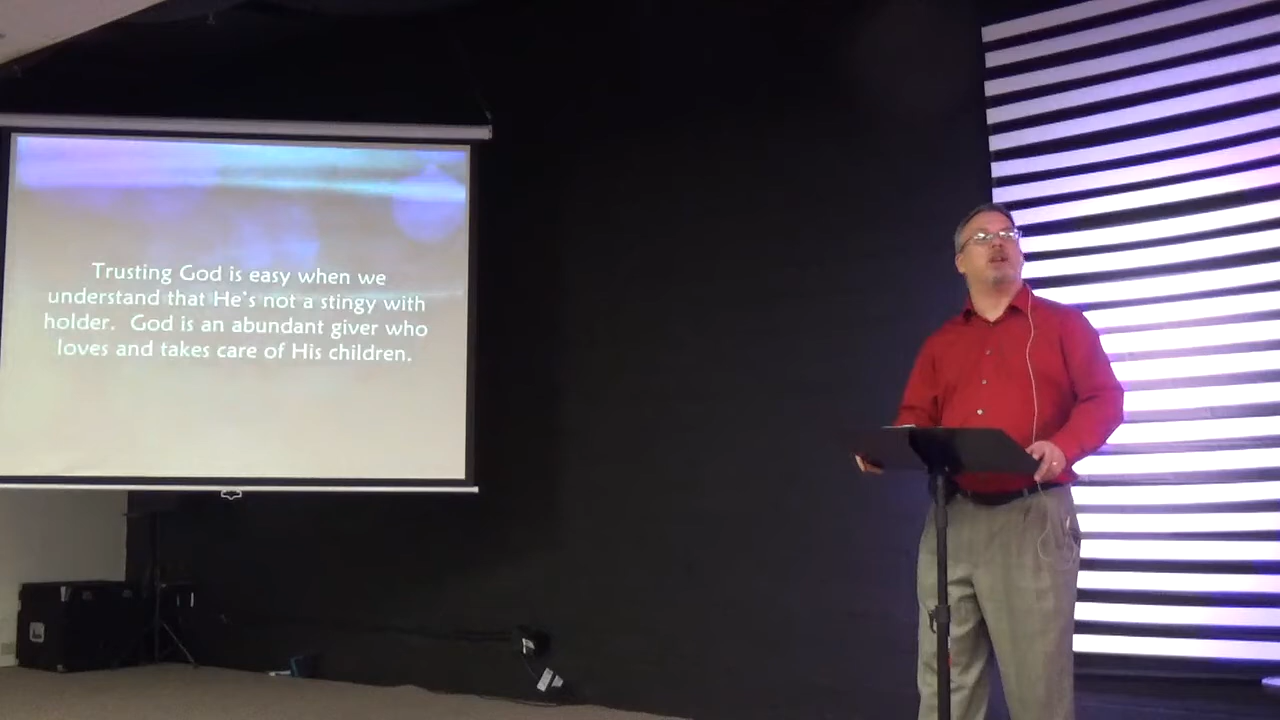 Trusting God is easy when we
understand that He's not a stingy with
holder.  God is an abundant giver who
loves and takes care of His children.